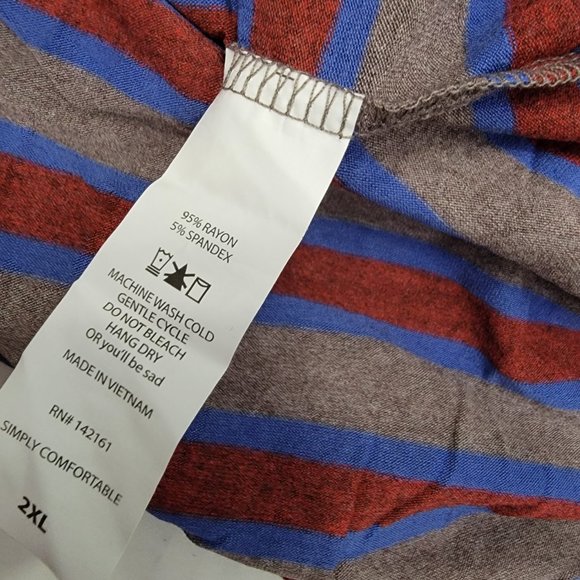 95% RAYON
5% SPANDEX
MACHINE WASH COLD
GENTLE CYCLE
DO NOT BLEACH
HANG DRY
OR you'll be sad
MADE IN VIETNAM
RN# 142161
SIMPLY COMFORTABLE
2XL